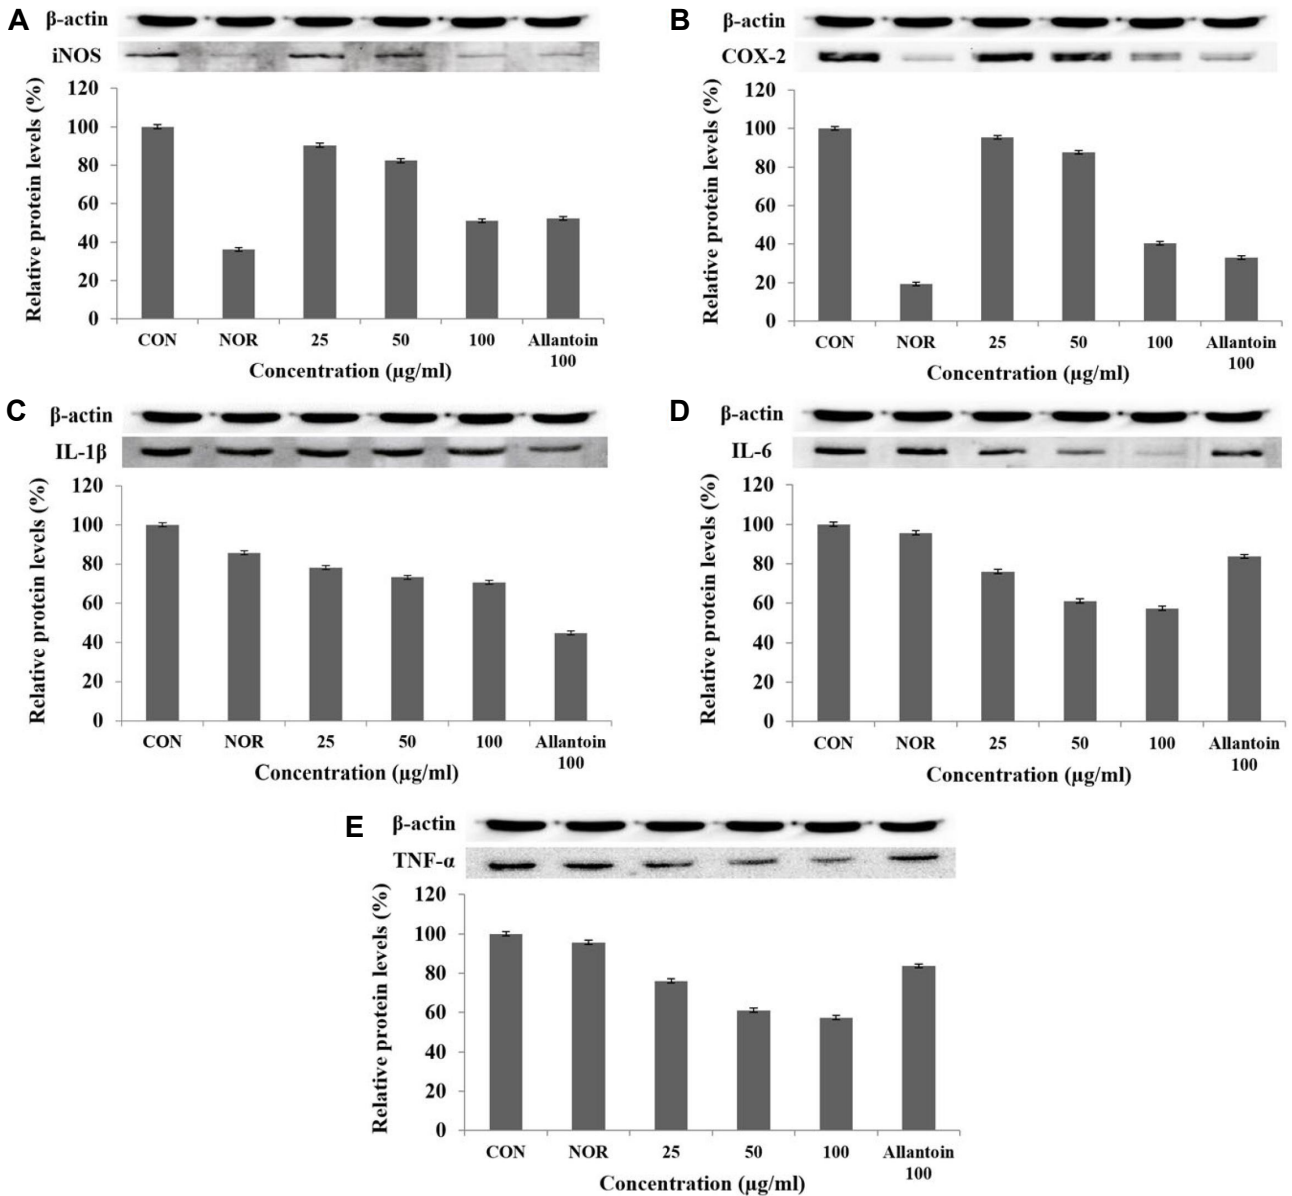 A
β-actin
iNOS
Relative protein levels (%)
120
100
80
60
40
20
0
CON NOR 25 50 100 Allantoin
100
Concentration (μg/ml)
B
β-actin
COX-2
Relative protein levels (%)
120
100
80
60
40
20
0
CON NOR 25 50 100 Allantoin
100
Concentration (μg/ml)
C
β-actin
IL-1β
Relative protein levels (%)
120
100
80
60
40
20
0
CON NOR 25 50 100 Allantoin
100
Concentration (μg/ml)
D
β-actin
IL-6
Relative protein levels (%)
120
100
80
60
40
20
0
CON NOR 25 50 100 Allantoin
100
Concentration (μg/ml)
E
β-actin
TNF-α
Relative protein levels (%)
120
100
80
60
40
20
0
CON NOR 25 50 100 Allantoin
100
Concentration (μg/ml)